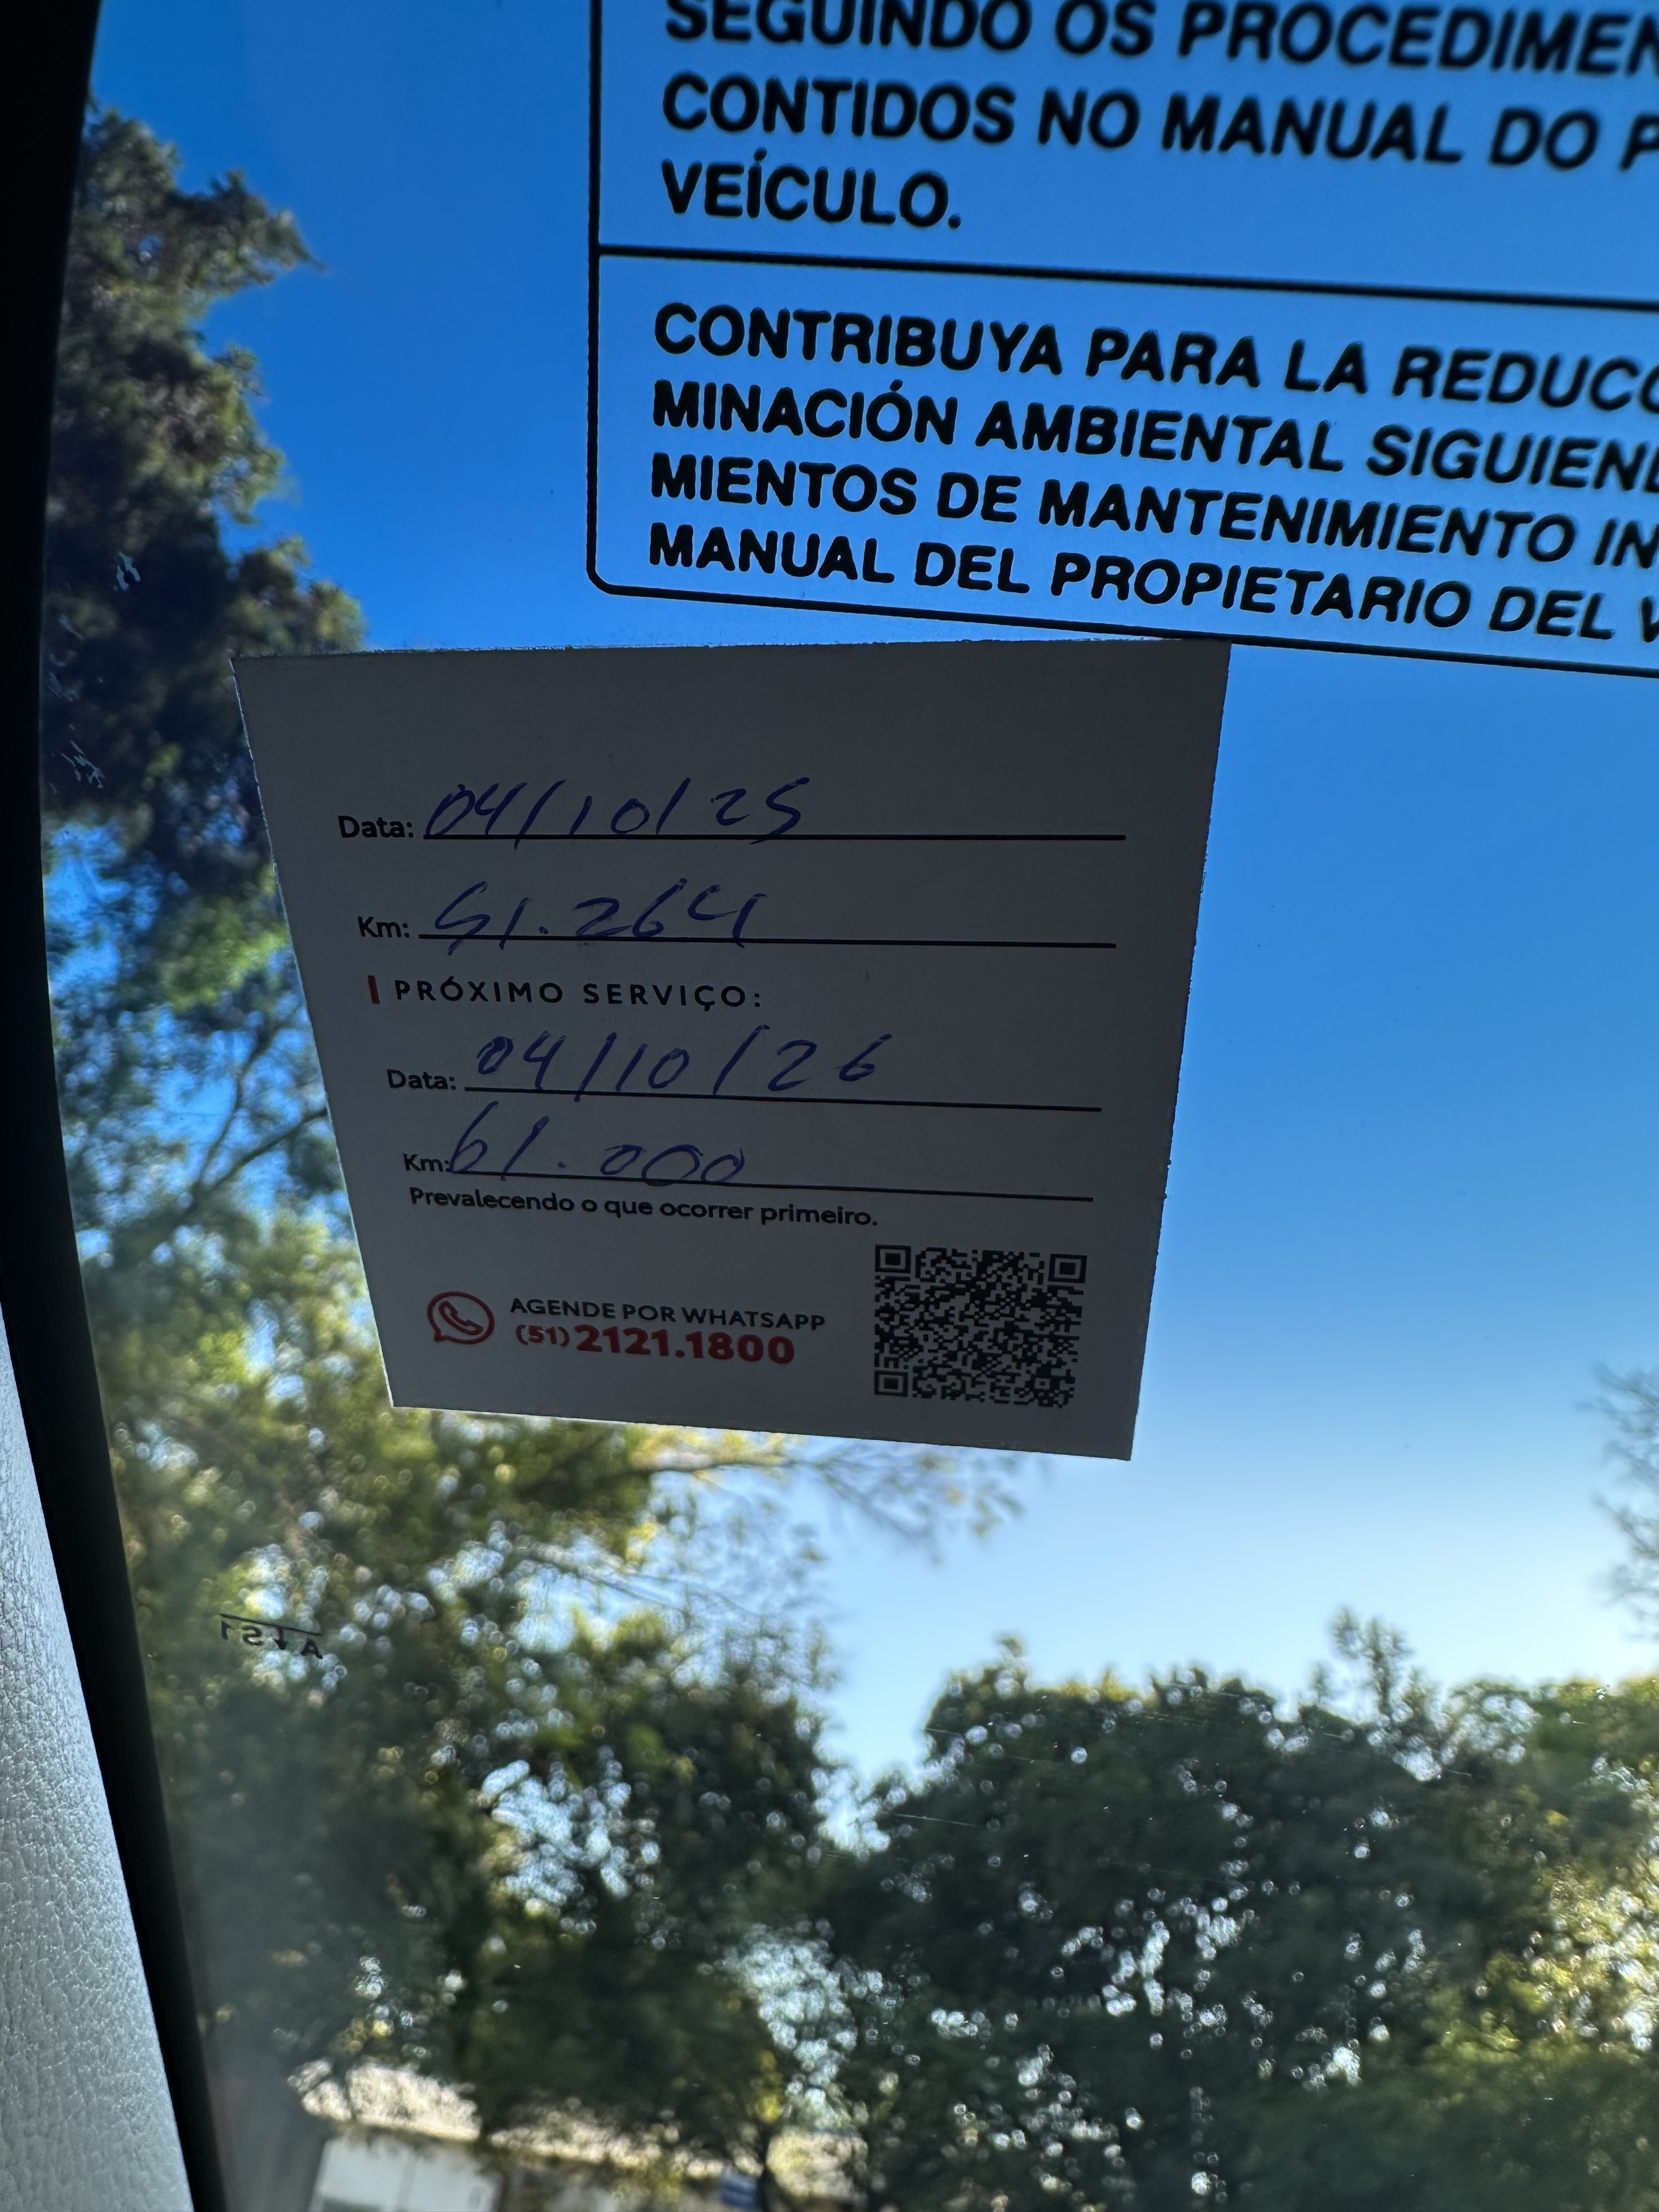 SEGUINDO OS PROCEDIMEN
CONTIDOS NO MANUAL DO P
VEÍCULO.
CONTRIBUYA PARA LA REDUCC
MINACIÓN AMBIENTAL SIGUIEND
MIENTOS DE MANTENIMIENTO IN
MANUAL DEL PROPIETARIO DEL V
Data: 04/10/25
Km: 51.264
PRÓXIMO SERVIÇO:
Data: 04/10/26
Km: 61.000
Prevalecendo o que ocorrer primeiro.
AGENDE POR WHATSAPP
(51) 2121.1800